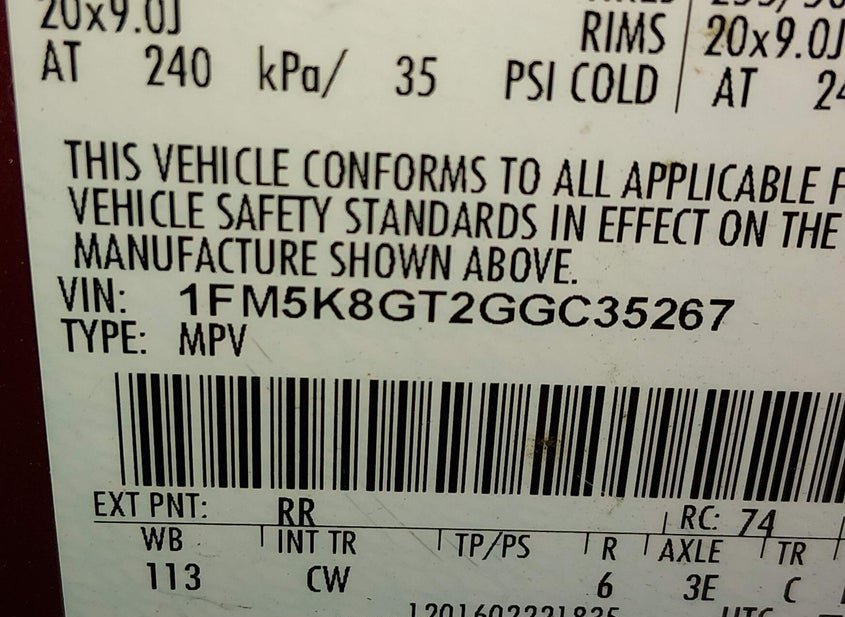 20x9.0J
RIMS 20x9.0J
AT 240 kPa/ 35 PSI COLD AT
THIS VEHICLE CONFORMS TO ALL APPLICABLE F
VEHICLE SAFETY STANDARDS IN EFFECT ON THE
MANUFACTURE SHOWN ABOVE.
VIN: 1FM5K8GT2GGC35267
TYPE: MPV
EXT PNT: RR RC: 74
WB INT TR TP/PS R AXLE TR
113 CW 6 3E C